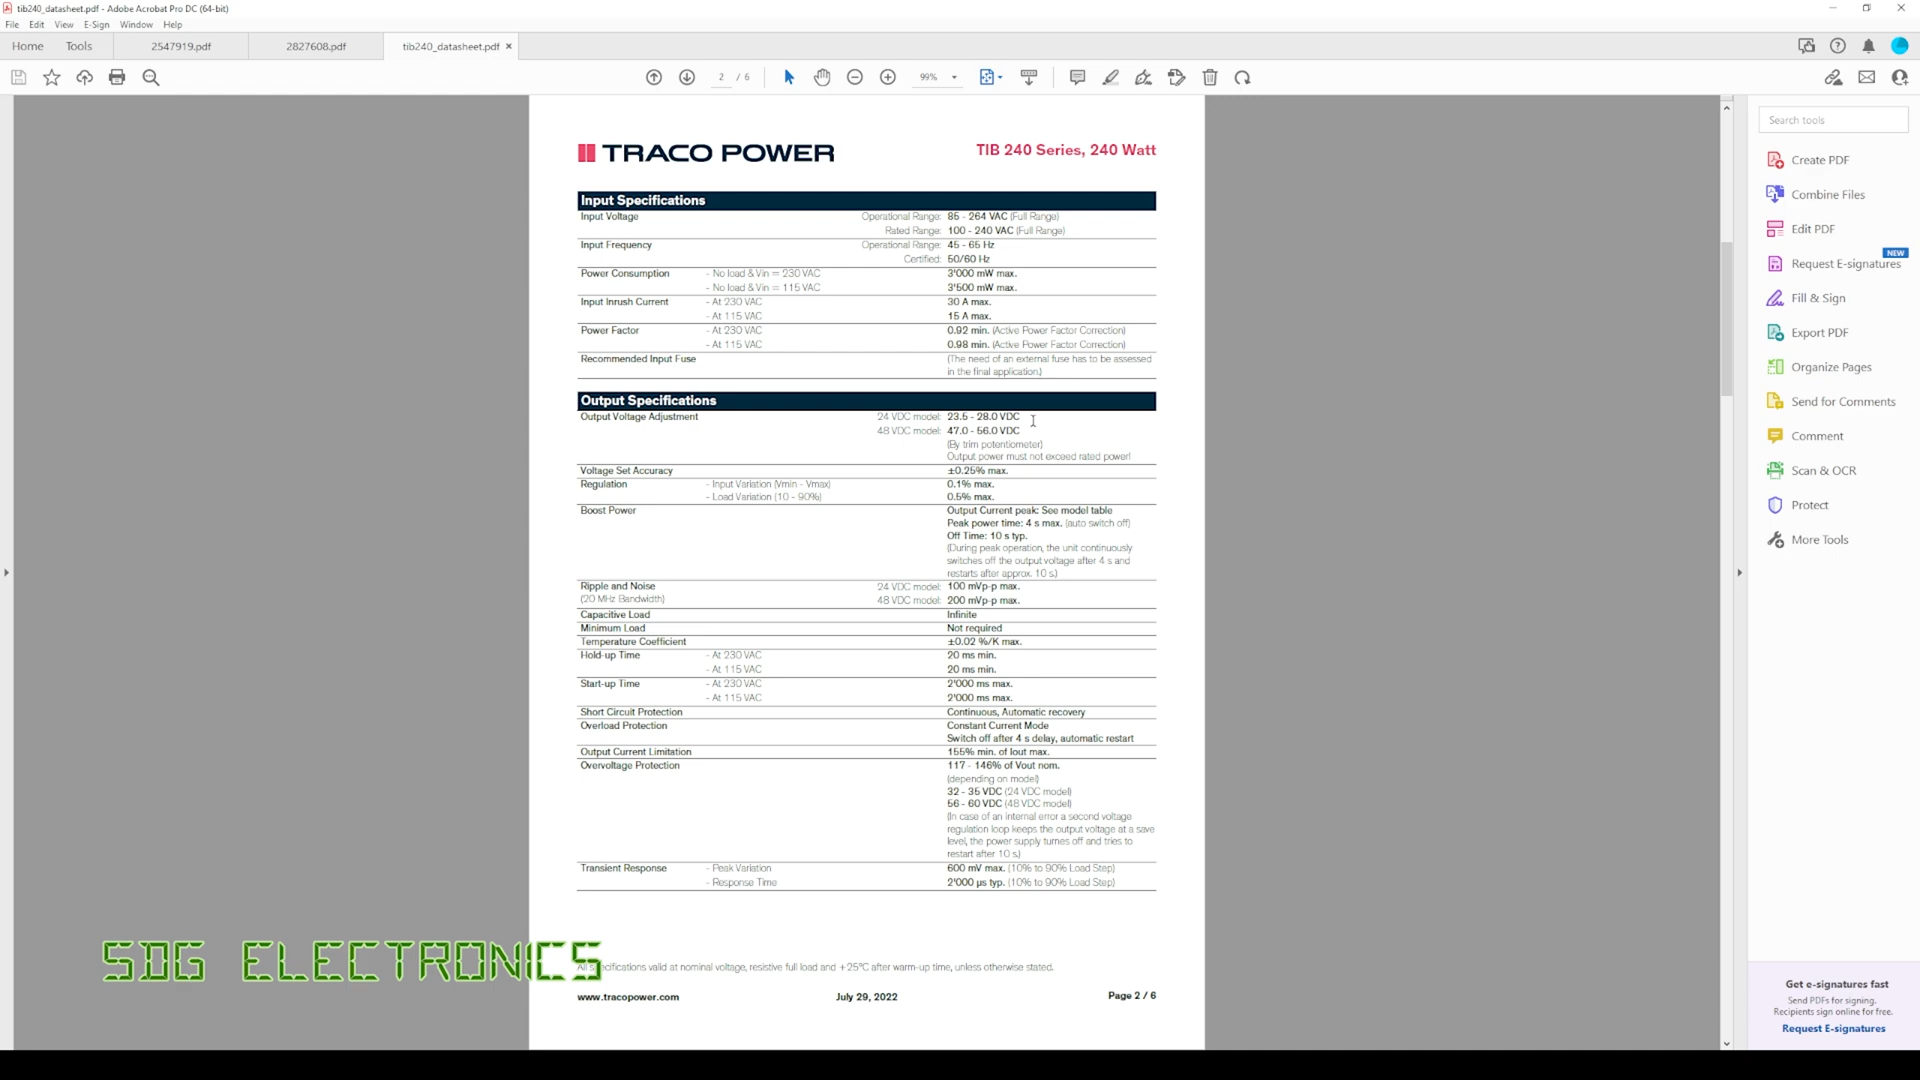 tib240_datasheet.pdf - Adobe Acrobat Pro DC (64-bit)
File Edit View E-Sign Window Help
Home Tools 2547919.pdf 2827608.pdf tib240_datasheet.pdf ×
2 / 6 99%
Search tools
TRACO POWER TIB 240 Series, 240 Watt
Input Specifications
Input Voltage Operational Range: 85 - 264 VAC (Full Range)
Rated Range: 100 - 240 VAC (Full Range)
Input Frequency Operational Range: 45 - 65 Hz
Certified: 50/60 Hz
Power Consumption - No load & Vin = 230 VAC 3'000 mW max.
- No load & Vin = 115 VAC 3'500 mW max.
Input Inrush Current - At 230 VAC 30 A max.
- At 115 VAC 15 A max.
Power Factor - At 230 VAC 0.92 min. (Active Power Factor Correction)
- At 115 VAC 0.98 min. (Active Power Factor Correction)
Recommended Input Fuse (The need of an external fuse has to be assessed
in the final application.)
Output Specifications
Output Voltage Adjustment 24 VDC model: 23.5 - 28.0 VDC
48 VDC model: 47.0 - 56.0 VDC
(By trim potentiometer)
Output power must not exceed rated power!
Voltage Set Accuracy ±0.25% max.
Regulation - Input Variation (Vmin - Vmax) 0.1% max.
- Load Variation (10 - 90%) 0.5% max.
Boost Power Output Current peak: See model table
Peak power time: 4 s max. (auto switch off)
Off Time: 10 s typ.
(During peak operation, the unit continuously
switches off the output voltage after 4 s and
restarts after approx. 10 s.)
Ripple and Noise 24 VDC model: 100 mVp-p max.
(20 MHz Bandwidth) 48 VDC model: 200 mVp-p max.
Capacitive Load Infinite
Minimum Load Not required
Temperature Coefficient ±0.02 %/K max.
Hold-up Time - At 230 VAC 20 ms min.
- At 115 VAC 20 ms min.
Start-up Time - At 230 VAC 2'000 ms max.
- At 115 VAC 2'000 ms max.
Short Circuit Protection Continuous, Automatic recovery
Overload Protection Constant Current Mode
Switch off after 4 s delay, automatic restart
Output Current Limitation 155% min. of Iout max.
Overvoltage Protection 117 - 146% of Vout nom.
(depending on model)
32 - 35 VDC (24 VDC model)
56 - 60 VDC (48 VDC model)
(In case of an internal error a second voltage
regulation loop keeps the output voltage at a save
level, the power supply turnes off and tries to
restart after 10 s.)
Transient Response - Peak Variation 600 mV max. (10% to 90% Load Step)
- Response Time 2'000 µs typ. (10% to 90% Load Step)
SDG ELECTRONICS
All specifications valid at nominal voltage, resistive full load and +25°C after warm-up time, unless otherwise stated.
www.tracopower.com July 29, 2022 Page 2 / 6
Create PDF
Combine Files
Edit PDF
NEW
Request E-signatures
Fill & Sign
Export PDF
Organize Pages
Send for Comments
Comment
Scan & OCR
Protect
More Tools
Get e-signatures fast
Send PDFs for signing.
Recipients sign online for free.
Request E-signatures